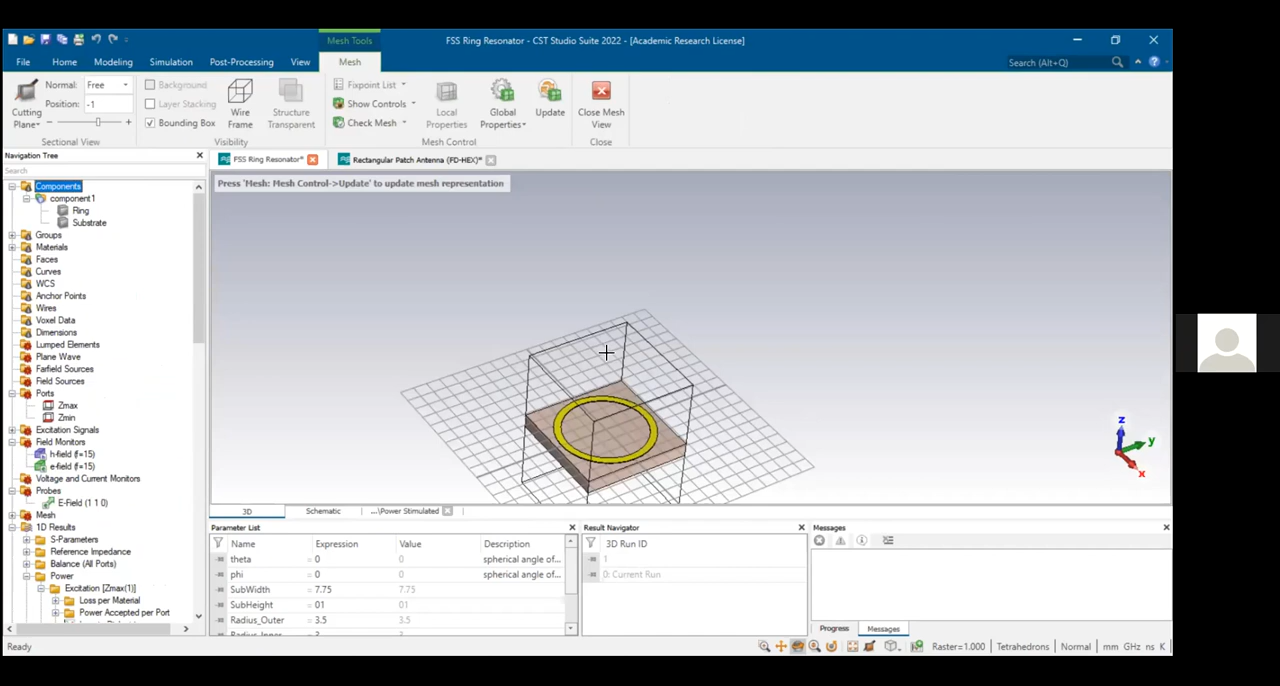 Mesh Tools
FSS Ring Resonator - CST Studio Suite 2022 - [Academic Research License]
File Home Modeling Simulation Post-Processing View Mesh
Search (Alt+Q)
Normal: Free
Position: -1
Cutting Plane
Sectional View
Background
Layer Stacking
Bounding Box
Wire Frame
Structure Transparent
Visibility
Fixpoint List
Show Controls
Check Mesh
Local Properties
Global Properties
Update
Mesh Control
Close Mesh View
Close
Navigation Tree
Search
FSS Ring Resonator*
Rectangular Patch Antenna (FD-HEX)*
Press 'Mesh: Mesh Control->Update' to update mesh representation
Components
component1
Ring
Substrate
Groups
Materials
Faces
Curves
WCS
Anchor Points
Wires
Voxel Data
Dimensions
Lumped Elements
Plane Wave
Farfield Sources
Field Sources
Ports
Zmax
Zmin
Excitation Signals
Field Monitors
h-field (f=15)
e-field (f=15)
Voltage and Current Monitors
Probes
E-Field (1 1 0)
Mesh
1D Results
S-Parameters
Reference Impedance
Balance (All Ports)
Power
Excitation [Zmax(1)]
Loss per Material
Power Accepted per Port
z
y
x
3D Schematic ...\Power Stimulated
Parameter List
Name Expression Value Description
theta = 0 0 spherical angle of...
phi = 0 0 spherical angle of...
SubWidth = 7.75 7.75
SubHeight = 01 01
Radius_Outer = 3.5 3.5
Result Navigator
3D Run ID
1
0: Current Run
Messages
Progress Messages
Ready
Raster=1.000 Tetrahedrons Normal mm GHz ns K